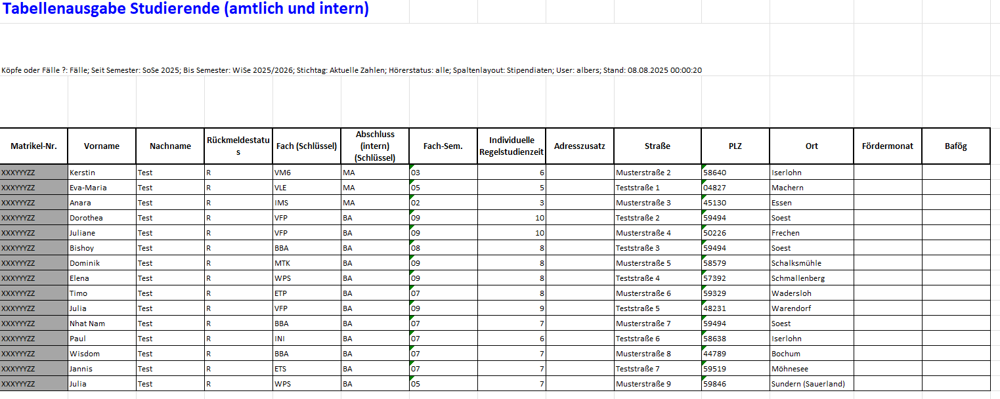 Tabellenausgabe Studierende (amtlich und intern)
Köpfe oder Fälle ?: Fälle; Seit Semester: SoSe 2025; Bis Semester: WiSe 2025/2026; Stichtag: Aktuelle Zahlen; Hörerstatus: alle; Spaltenlayout: Stipendiaten; User: albers; Stand: 08.08.2025 00:00:20
Matrikel-Nr. Vorname Nachname Rückmeldestatu s Fach (Schlüssel) Abschluss (intern) (Schlüssel) Fach-Sem. Individuelle Regelstudienzeit Adresszusatz Straße PLZ Ort Fördermonat Bafög
XXXYYYZZ Kerstin Test R VM6 MA 03 6 Musterstraße 2 58640 Iserlohn
XXXYYYZZ Eva-Maria Test R VLE MA 05 5 Teststraße 1 04827 Machern
XXXYYYZZ Anara Test R IMS MA 02 3 Musterstraße 3 45130 Essen
XXXYYYZZ Dorothea Test R VFP BA 09 10 Teststraße 2 59494 Soest
XXXYYYZZ Juliane Test R VFP BA 09 10 Musterstraße 4 50226 Frechen
XXXYYYZZ Bishoy Test R BBA BA 08 8 Teststraße 3 59494 Soest
XXXYYYZZ Dominik Test R MTK BA 09 8 Musterstraße 5 58579 Schalksmühle
XXXYYYZZ Elena Test R WPS BA 09 8 Teststraße 4 57392 Schmallenberg
XXXYYYZZ Timo Test R ETP BA 07 8 Musterstraße 6 59329 Wadersloh
XXXYYYZZ Julia Test R VFP BA 09 9 Teststraße 5 48231 Warendorf
XXXYYYZZ Nhat Nam Test R BBA BA 07 7 Musterstraße 7 59494 Soest
XXXYYYZZ Paul Test R INI BA 07 6 Teststraße 6 58638 Iserlohn
XXXYYYZZ Wisdom Test R BBA BA 07 7 Musterstraße 8 44789 Bochum
XXXYYYZZ Jannis Test R ETS BA 07 7 Teststraße 7 59519 Möhnesee
XXXYYYZZ Julia Test R WPS BA 05 7 Musterstraße 9 59846 Sundern (Sauerland)